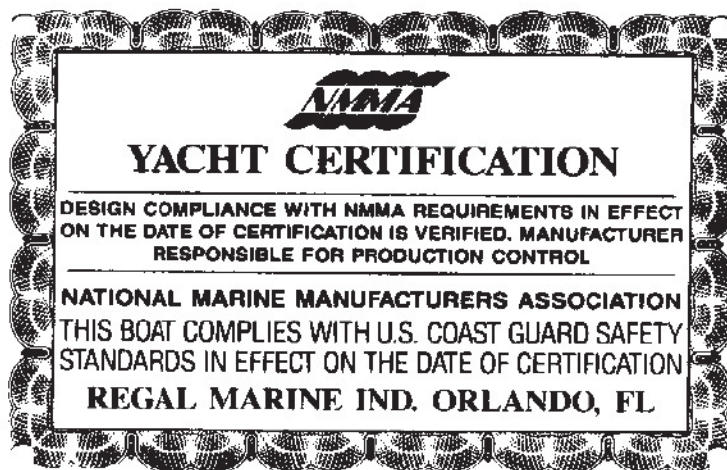 NMMA
YACHT CERTIFICATION
DESIGN COMPLIANCE WITH NMMA REQUIREMENTS IN EFFECT
ON THE DATE OF CERTIFICATION IS VERIFIED. MANUFACTURER
RESPONSIBLE FOR PRODUCTION CONTROL
NATIONAL MARINE MANUFACTURERS ASSOCIATION
THIS BOAT COMPLIES WITH U.S. COAST GUARD SAFETY
STANDARDS IN EFFECT ON THE DATE OF CERTIFICATION
REGAL MARINE IND. ORLANDO, FL